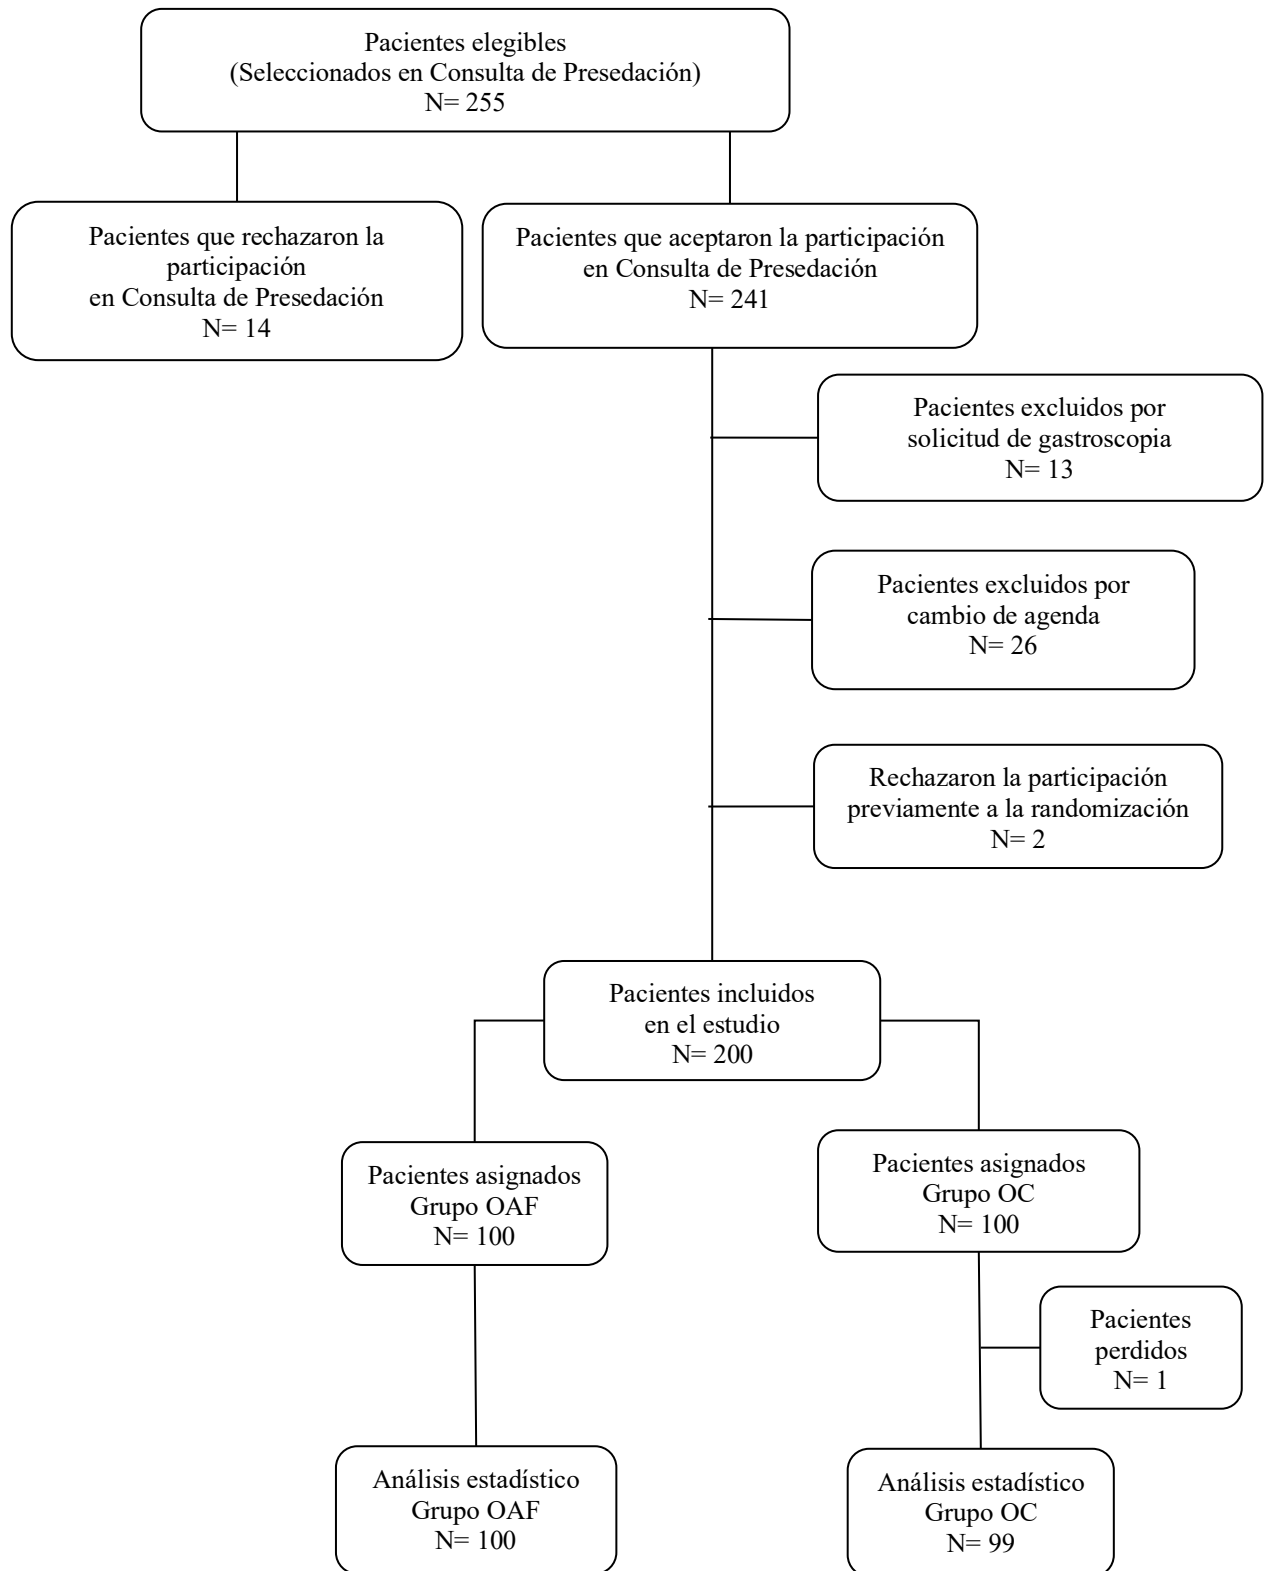 Pacientes elegibles
(Seleccionados en Consulta de Presedación)
N= 255
Pacientes que rechazaron la
participación
en Consulta de Presedación
N= 14
Pacientes que aceptaron la participación
en Consulta de Presedación
N= 241
Pacientes excluidos por
solicitud de gastroscopia
N= 13
Pacientes excluidos por
cambio de agenda
N= 26
Rechazaron la participación
previamente a la randomización
N= 2
Pacientes incluidos
en el estudio
N= 200
Pacientes asignados
Grupo OAF
N= 100
Pacientes asignados
Grupo OC
N= 100
Pacientes
perdidos
N= 1
Análisis estadístico
Grupo OAF
N= 100
Análisis estadístico
Grupo OC
N= 99